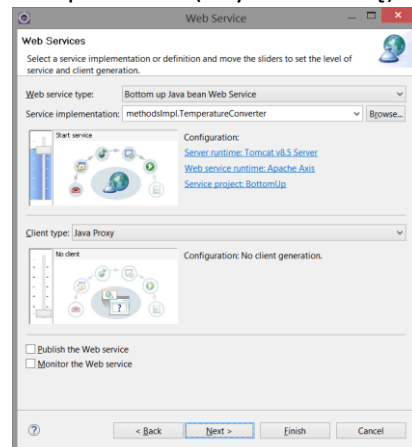 Web Service
Web Services
Select a service implementation or definition and move the sliders to set the level of
service and client generation.
Web service type: Bottom up Java bean Web Service
Service implementation: methodsImpl.TemperatureConverter Browse...
Start service
Configuration:
Server runtime: Tomcat v8.5 Server
Web service runtime: Apache Axis
Service project: BottomUp
Client type: Java Proxy
No client
Configuration: No client generation.
Publish the Web service
Monitor the Web service
? < Back Next > Finish Cancel